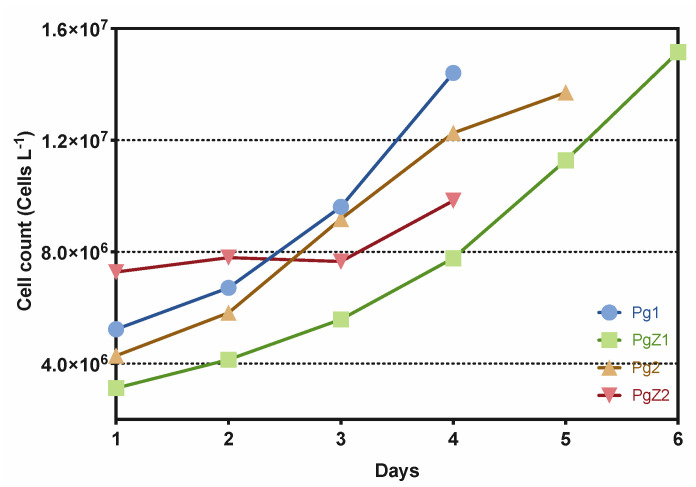 1.6×10⁷
1.2×10⁷
8.0×10⁶
4.0×10⁶
Cell count (Cells L⁻¹)
Pg1
PgZ1
Pg2
PgZ2
1 2 3 4 5 6
Days